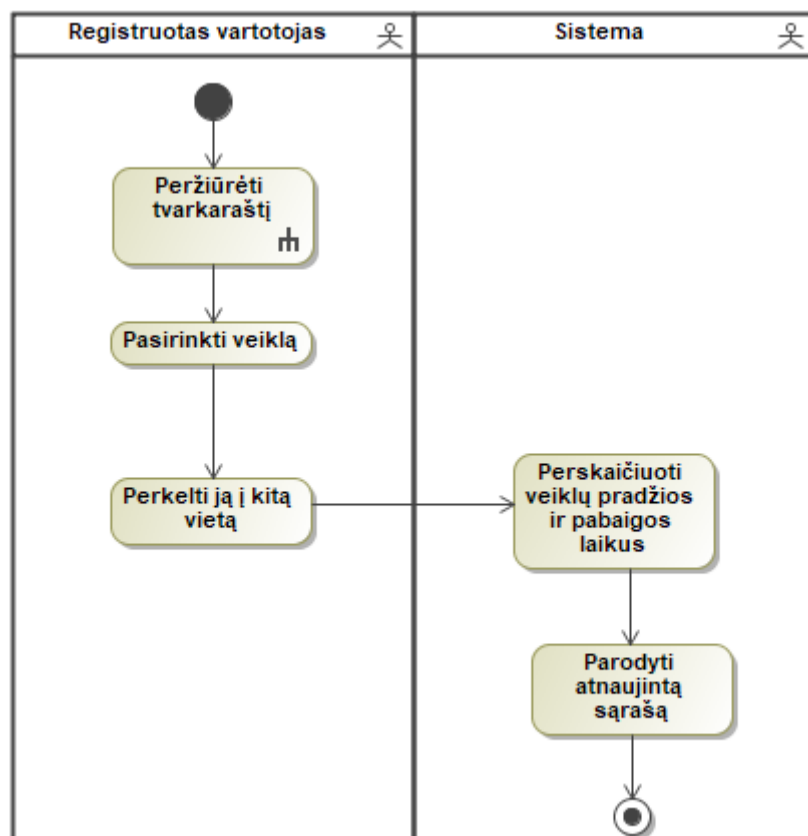 Registruotas vartotojas
Sistema
Peržiūrėti
tvarkaraštį
Pasirinkti veiklą
Perkelti ją į kitą
vietą
Perskaičiuoti
veiklų pradžios
ir pabaigos
laikus
Parodyti
atnaujintą
sąrašą